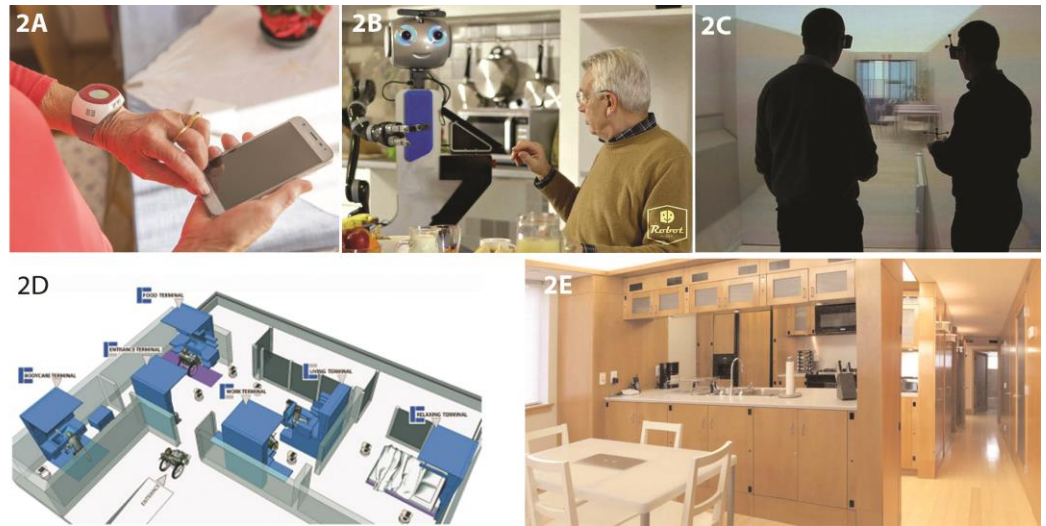 2A
2B
2C
Robot
2D
FOOD TERMINAL
ENTRANCE TERMINAL
BODYCARE TERMINAL
WORK TERMINAL
LIVING TERMINAL
RELAXING TERMINAL
ENTRANCE
2E